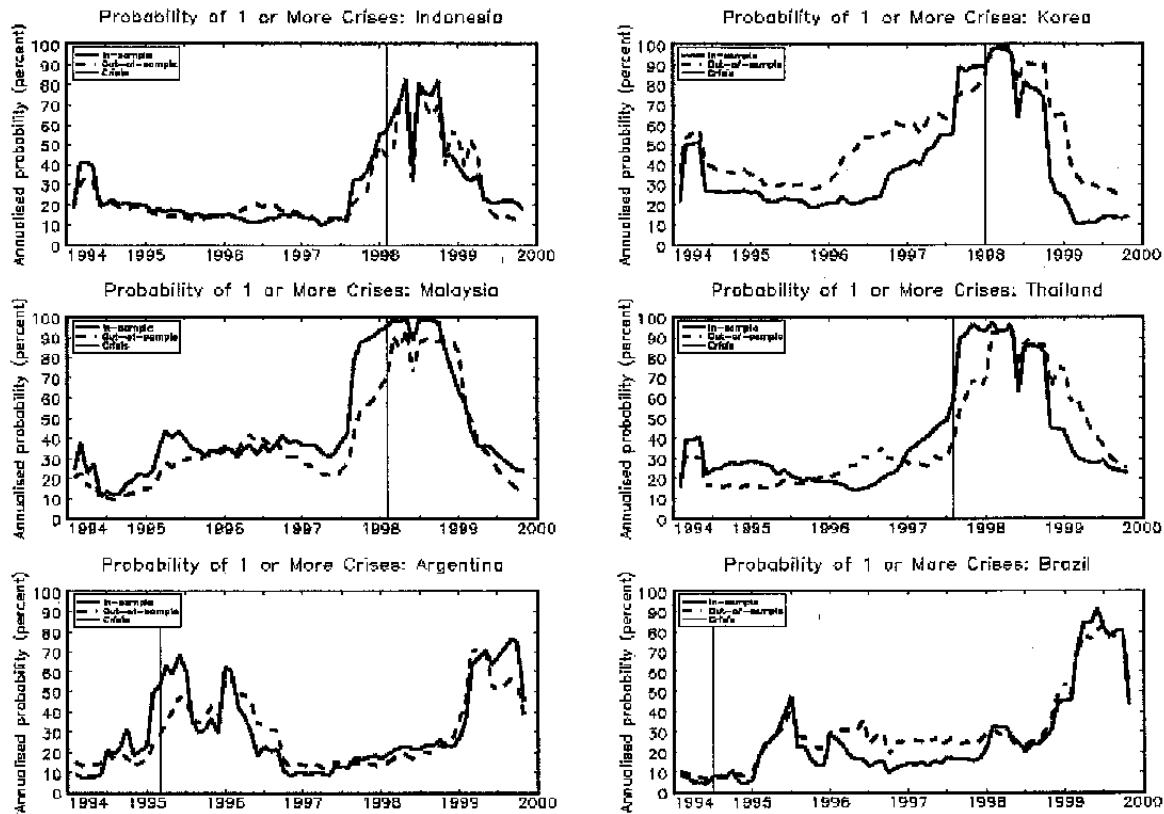 Probability of 1 or More Crises: Indonesia
Annualised probability (percent)
100
90
80
70
60
50
40
30
20
10
0
In-sample
Out-of-sample
Crisis
1994 1995 1996 1997 1998 1999 2000
Probability of 1 or More Crises: Korea
Annualised probability (percent)
100
90
80
70
60
50
40
30
20
10
0
In-sample
Out-of-sample
Crisis
1994 1995 1996 1997 1998 1999 2000
Probability of 1 or More Crises: Malaysia
Annualised probability (percent)
100
90
80
70
60
50
40
30
20
10
0
In-sample
Out-of-sample
Crisis
1994 1995 1996 1997 1998 1999 2000
Probability of 1 or More Crises: Thailand
Annualised probability (percent)
100
90
80
70
60
50
40
30
20
10
0
In-sample
Out-of-sample
Crisis
1994 1995 1996 1997 1998 1999 2000
Probability of 1 or More Crises: Argentina
Annualised probability (percent)
100
90
80
70
60
50
40
30
20
10
0
In-sample
Out-of-sample
Crisis
1994 1995 1996 1997 1998 1999 2000
Probability of 1 or More Crises: Brazil
Annualised probability (percent)
100
90
80
70
60
50
40
30
20
10
0
In-sample
Out-of-sample
Crisis
1994 1995 1996 1997 1998 1999 2000